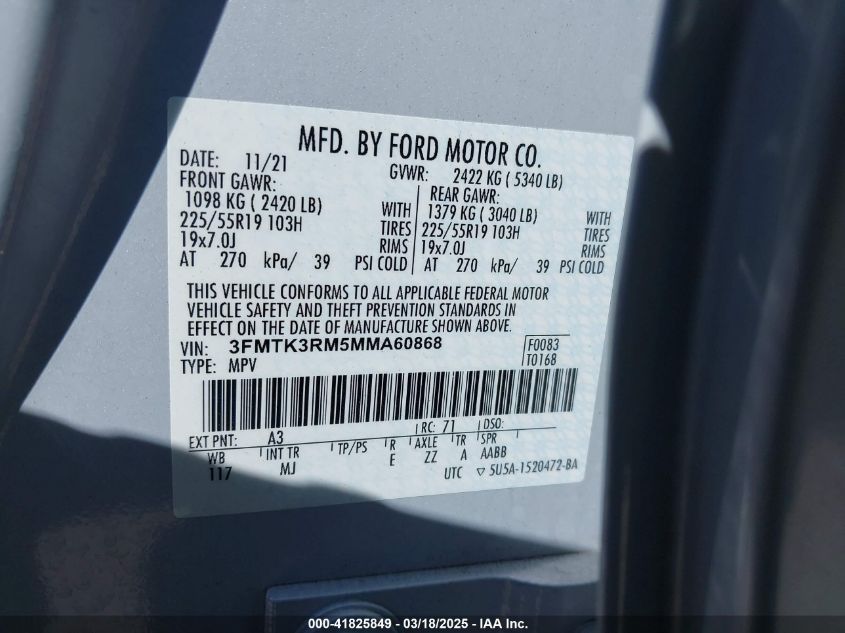 MFD. BY FORD MOTOR CO.
DATE: 11/21 GVWR: 2422 KG ( 5340 LB)
FRONT GAWR: REAR GAWR:
1098 KG ( 2420 LB) WITH 1379 KG ( 3040 LB) WITH
225/55R19 103H TIRES 225/55R19 103H TIRES
19x7.0J RIMS 19x7.0J RIMS
AT 270 kPa/ 39 PSI COLD AT 270 kPa/ 39 PSI COLD
THIS VEHICLE CONFORMS TO ALL APPLICABLE FEDERAL MOTOR
VEHICLE SAFETY AND THEFT PREVENTION STANDARDS IN
EFFECT ON THE DATE OF MANUFACTURE SHOWN ABOVE.
VIN: 3FMTK3RM5MMA60868 F0083
TYPE: MPV T0168
EXT PNT: A3 RC: 71 DSO:
WB INT TR TP/PS R AXLE TR SPR
117 MJ E ZZ A AABB
UTC ▽ 5U5A-1520472-BA
000-41825849 - 03/18/2025 - IAA Inc.